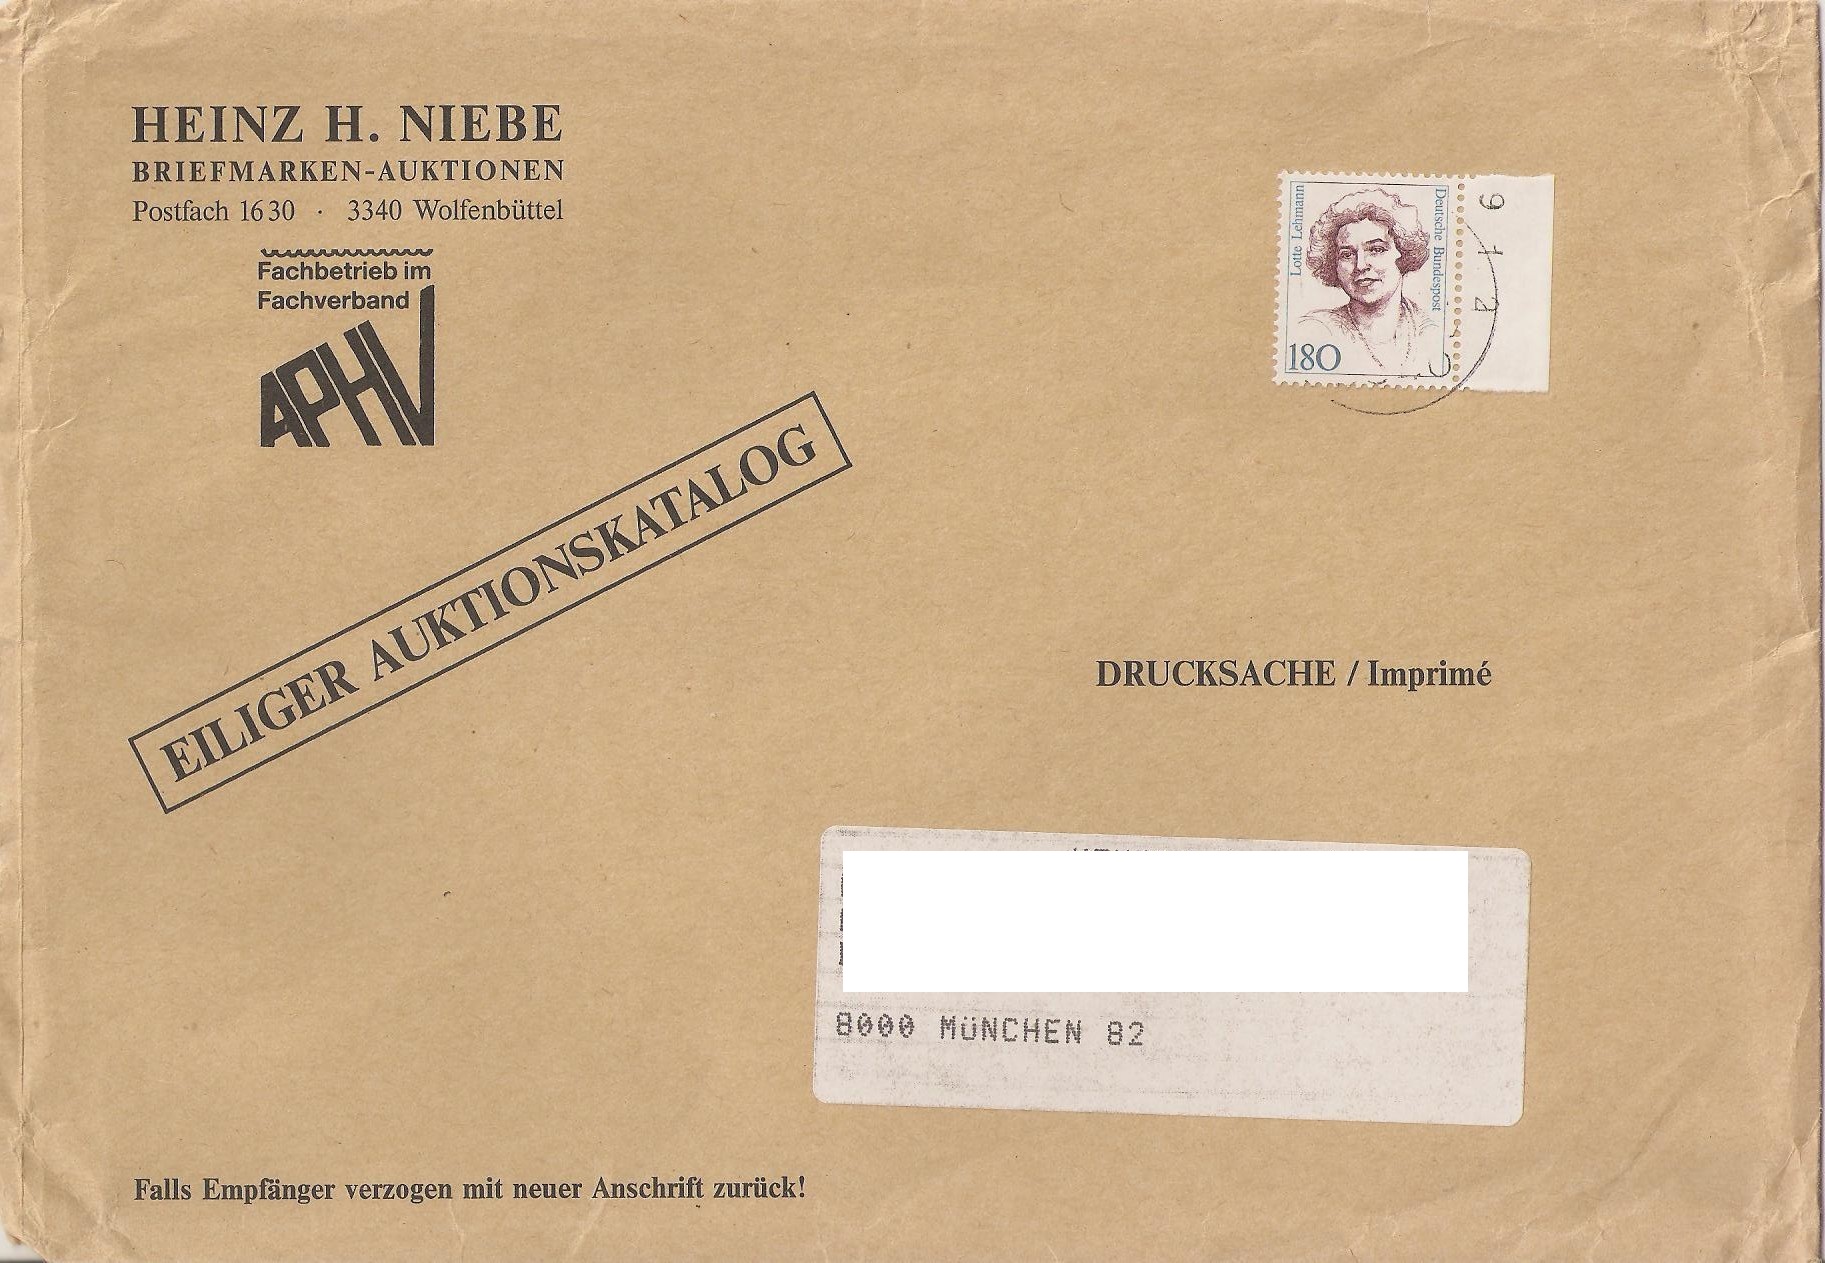 HEINZ H. NIEBE
BRIEFMARKEN-AUKTIONEN
Postfach 1630 · 3340 Wolfenbüttel
Fachbetrieb im
Fachverband
APHV
EILIGER AUKTIONSKATALOG
Lotte Lehmann
Deutsche Bundespost
180
DRUCKSACHE / Imprimé
8000 MÜNCHEN 82
Falls Empfänger verzogen mit neuer Anschrift zurück!